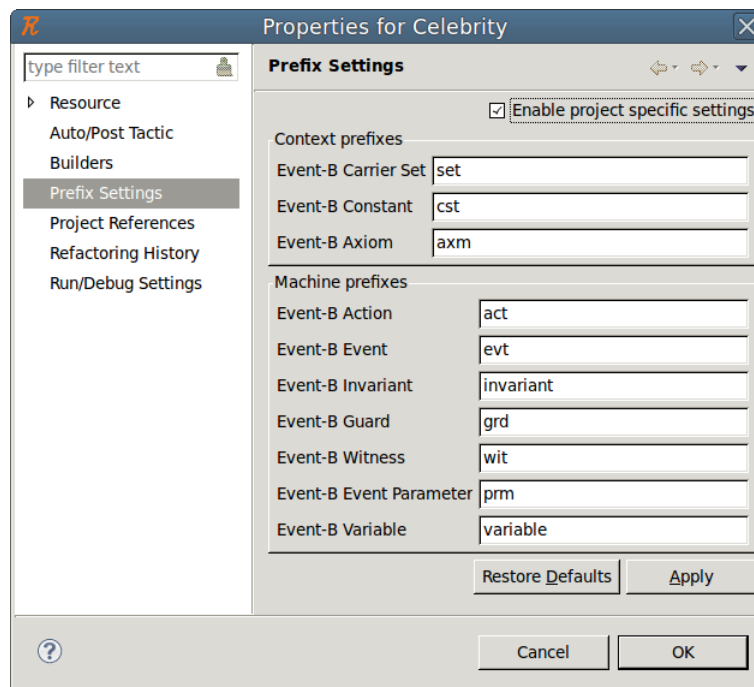 Properties for Celebrity
type filter text
Resource
Auto/Post Tactic
Builders
Prefix Settings
Project References
Refactoring History
Run/Debug Settings
Prefix Settings
Enable project specific settings
Context prefixes
Event-B Carrier Set set
Event-B Constant cst
Event-B Axiom axm
Machine prefixes
Event-B Action act
Event-B Event evt
Event-B Invariant invariant
Event-B Guard grd
Event-B Witness wit
Event-B Event Parameter prm
Event-B Variable variable
Restore Defaults Apply
? Cancel OK